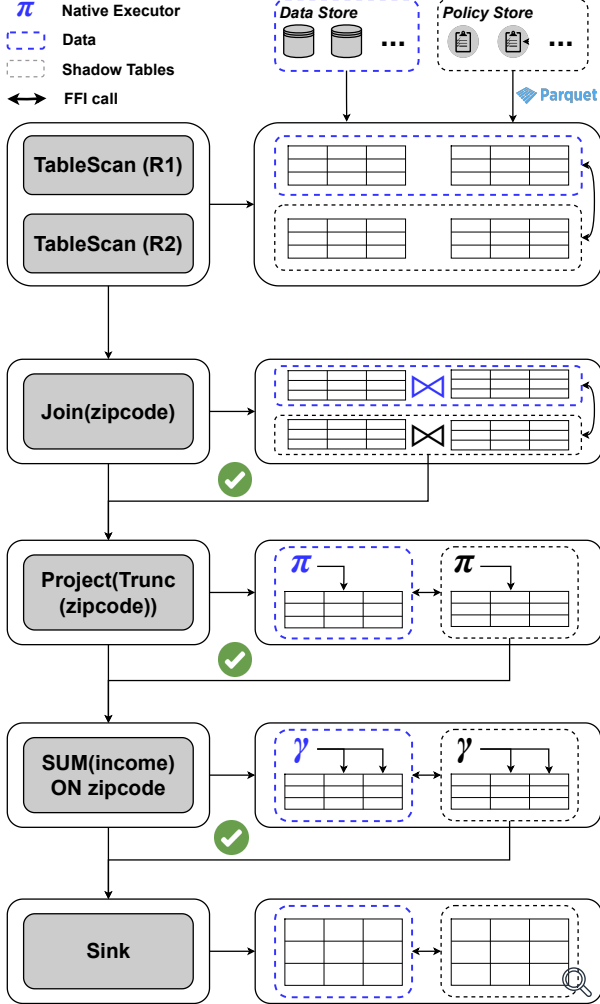 π Native Executor
Data
Shadow Tables
FFI call
Data Store
...
Policy Store
...
Parquet
TableScan (R1)
TableScan (R2)
Join(zipcode)
Project(Trunc
(zipcode))
π
π
SUM(income)
ON zipcode
γ
γ
Sink